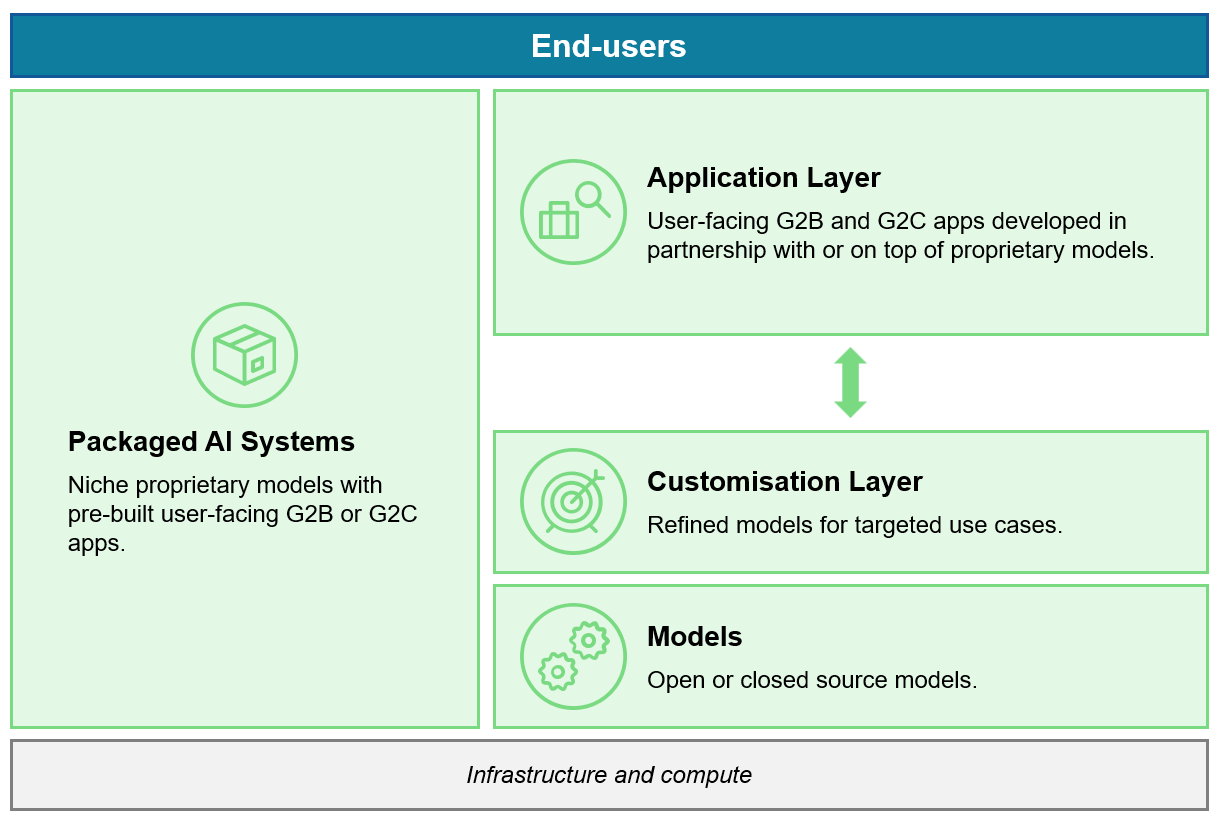 End-users
Packaged AI Systems
Niche proprietary models with
pre-built user-facing G2B or G2C
apps.
Application Layer
User-facing G2B and G2C apps developed in
partnership with or on top of proprietary models.
Customisation Layer
Refined models for targeted use cases.
Models
Open or closed source models.
Infrastructure and compute